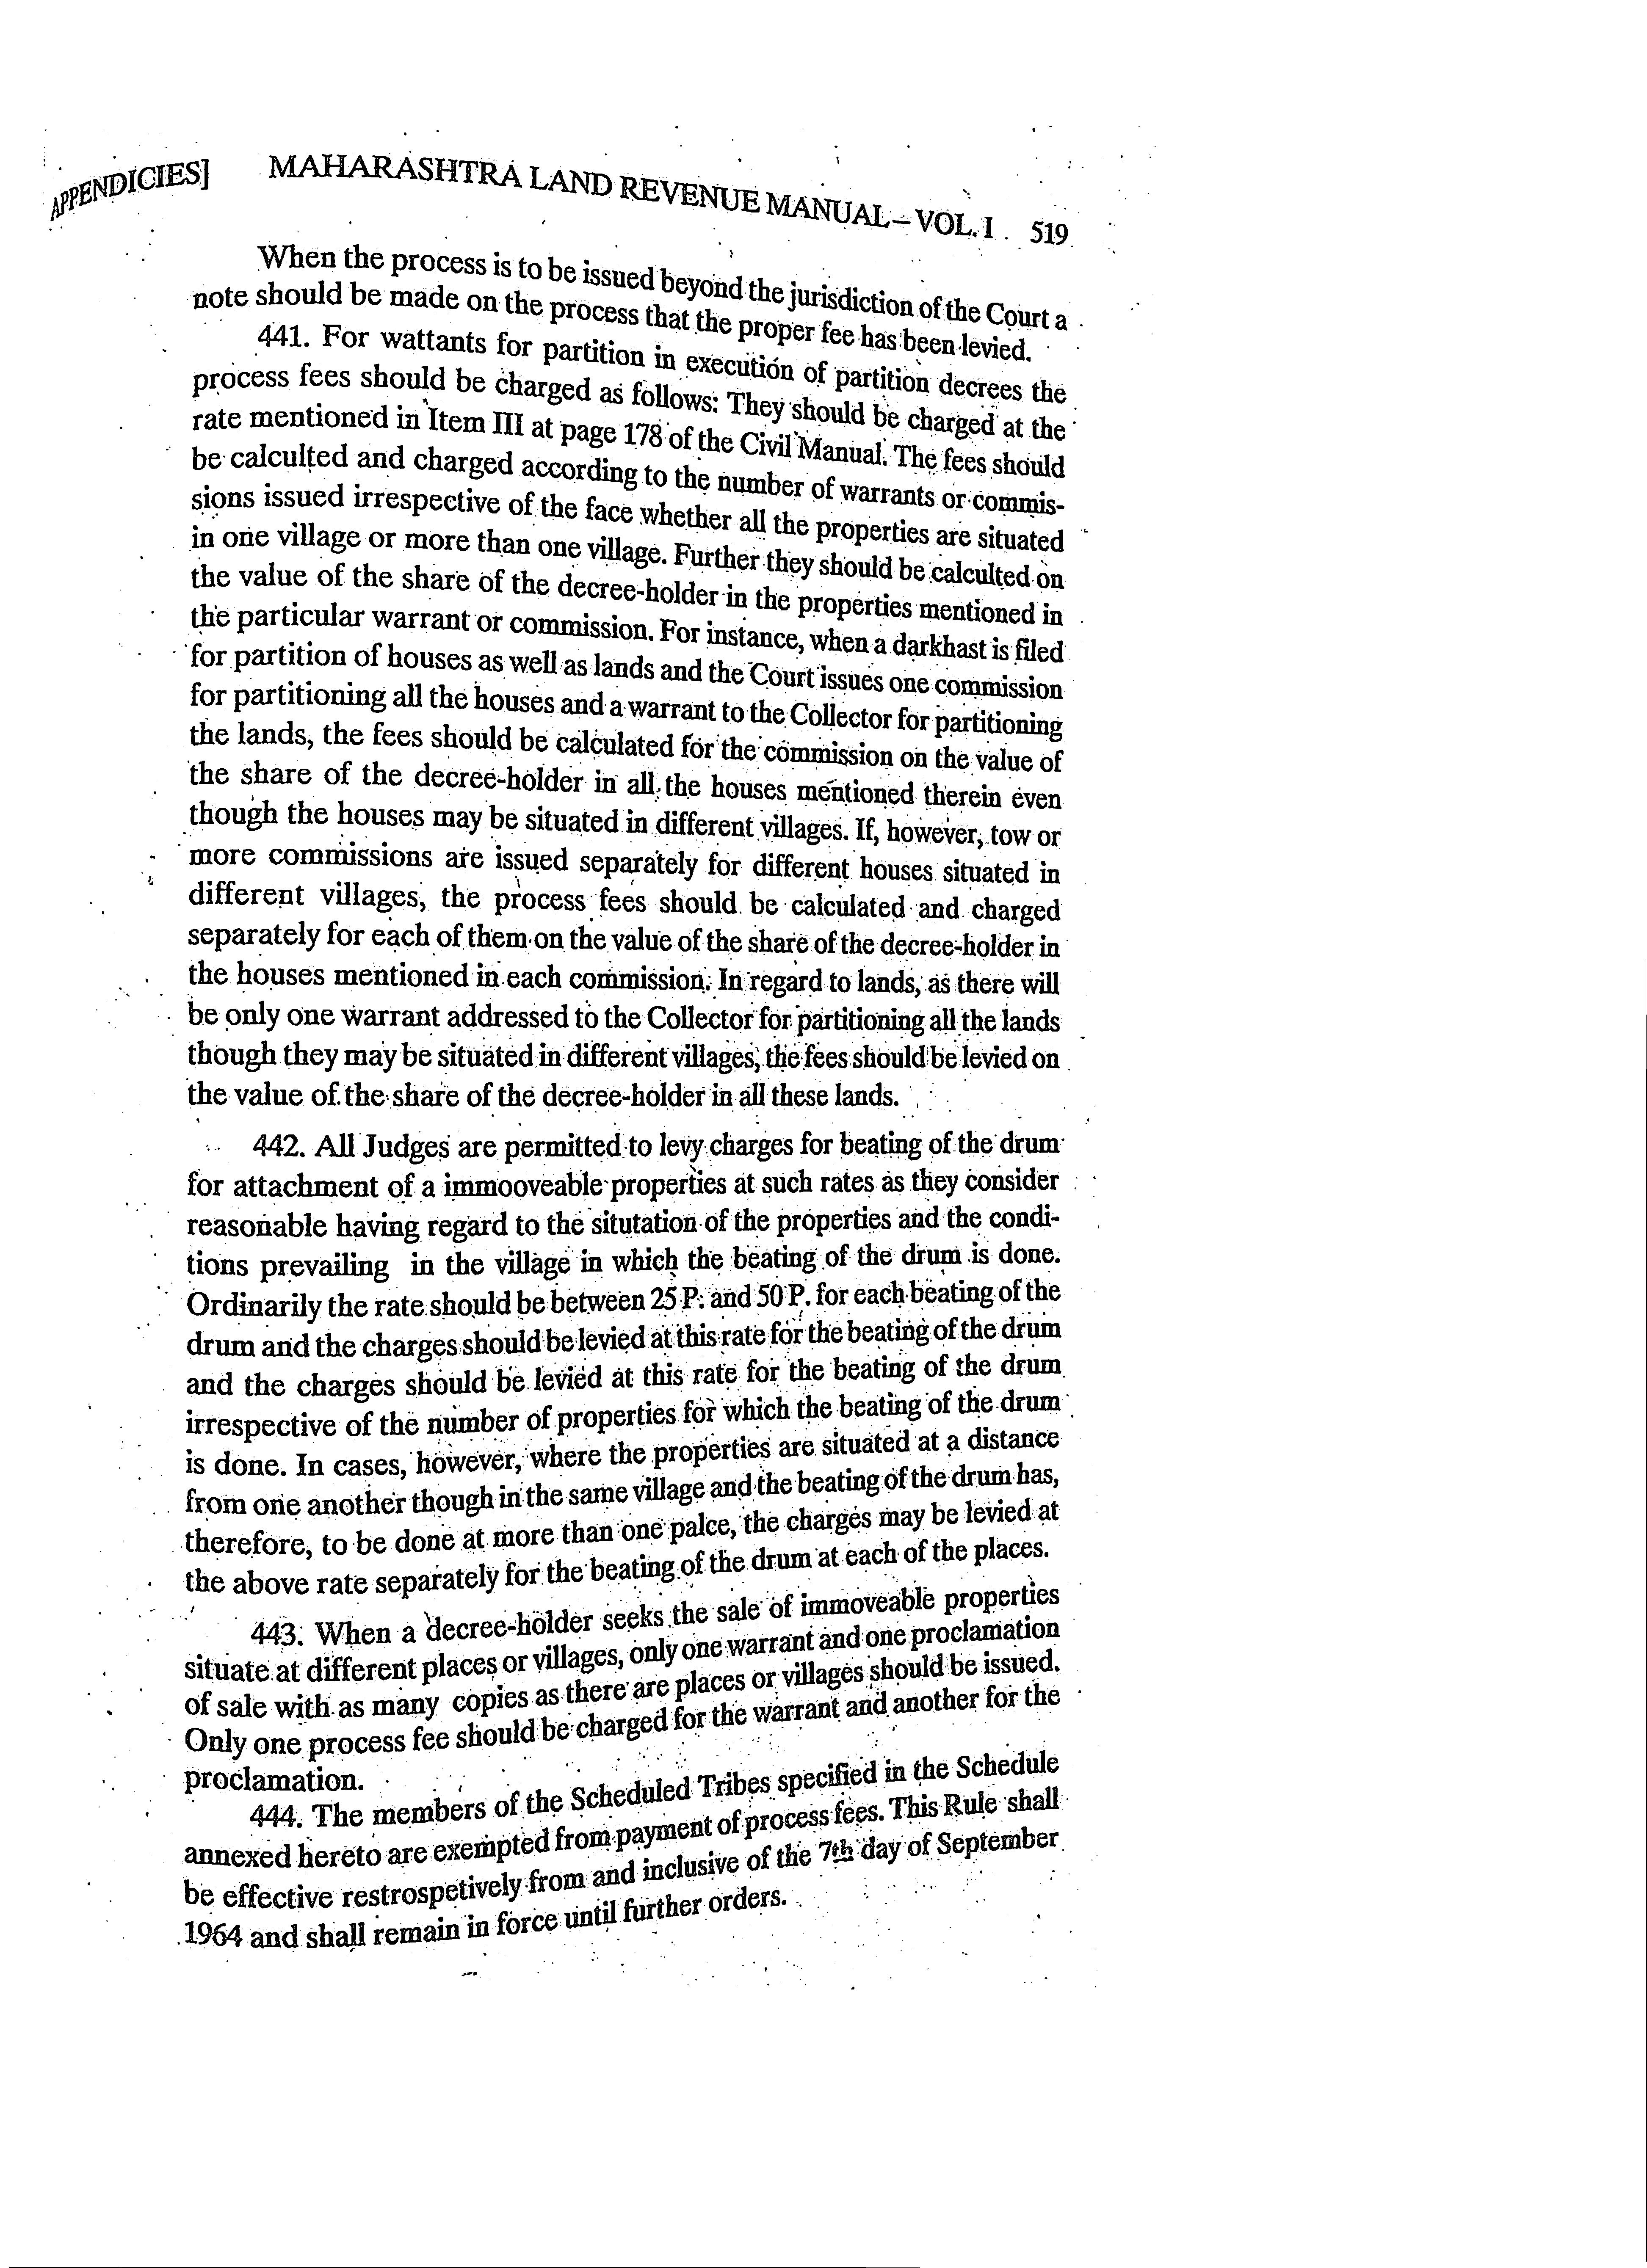 APPENDICIES] MAHARASHTRA LAND REVENUE MANUAL – VOL. I 519
When the process is to be issued beyond the jurisdiction of the Court a
note should be made on the process that the proper fee has been levied.
441. For wattants for partition in execution of partition decrees the
process fees should be charged as follows: They should be charged at the
rate mentioned in Item III at page 178 of the Civil Manual. The fees should
be calculted and charged according to the number of warrants or commis-
sions issued irrespective of the face whether all the properties are situated
in one village or more than one village. Further they should be calculted on
the value of the share of the decree-holder in the properties mentioned in
the particular warrant or commission. For instance, when a darkhast is filed
for partition of houses as well as lands and the Court issues one commission
for partitioning all the houses and a warrant to the Collector for partitioning
the lands, the fees should be calculated for the commission on the value of
the share of the decree-holder in all the houses mentioned therein even
though the houses may be situated in different villages. If, however, tow or
more commissions are issued separately for different houses situated in
different villages, the process fees should be calculated and charged
separately for each of them on the value of the share of the decree-holder in
the houses mentioned in each commission. In regard to lands, as there will
be only one warrant addressed to the Collector for partitioning all the lands
though they may be situated in different villages, the fees should be levied on
the value of the share of the decree-holder in all these lands.
442. All Judges are permitted to levy charges for beating of the drum
for attachment of a immooveable properties at such rates as they consider
reasonable having regard to the situtation of the properties and the condi-
tions prevailing in the village in which the beating of the drum is done.
Ordinarily the rate should be between 25 P. and 50 P. for each beating of the
drum and the charges should be levied at this rate for the beating of the drum
and the charges should be levied at this rate for the beating of the drum
irrespective of the number of properties for which the beating of the drum
is done. In cases, however, where the properties are situated at a distance
from one another though in the same village and the beating of the drum has,
therefore, to be done at more than one palce, the charges may be levied at
the above rate separately for the beating of the drum at each of the places.
443. When a decree-holder seeks the sale of immoveable properties
situate at different places or villages, only one warrant and one proclamation
of sale with as many copies as there are places or villages should be issued.
Only one process fee should be charged for the warrant and another for the
proclamation.
444. The members of the Scheduled Tribes specified in the Schedule
annexed hereto are exempted from payment of process fees. This Rule shall
be effective restrospetively from and inclusive of the 7th day of September
1964 and shall remain in force until further orders.